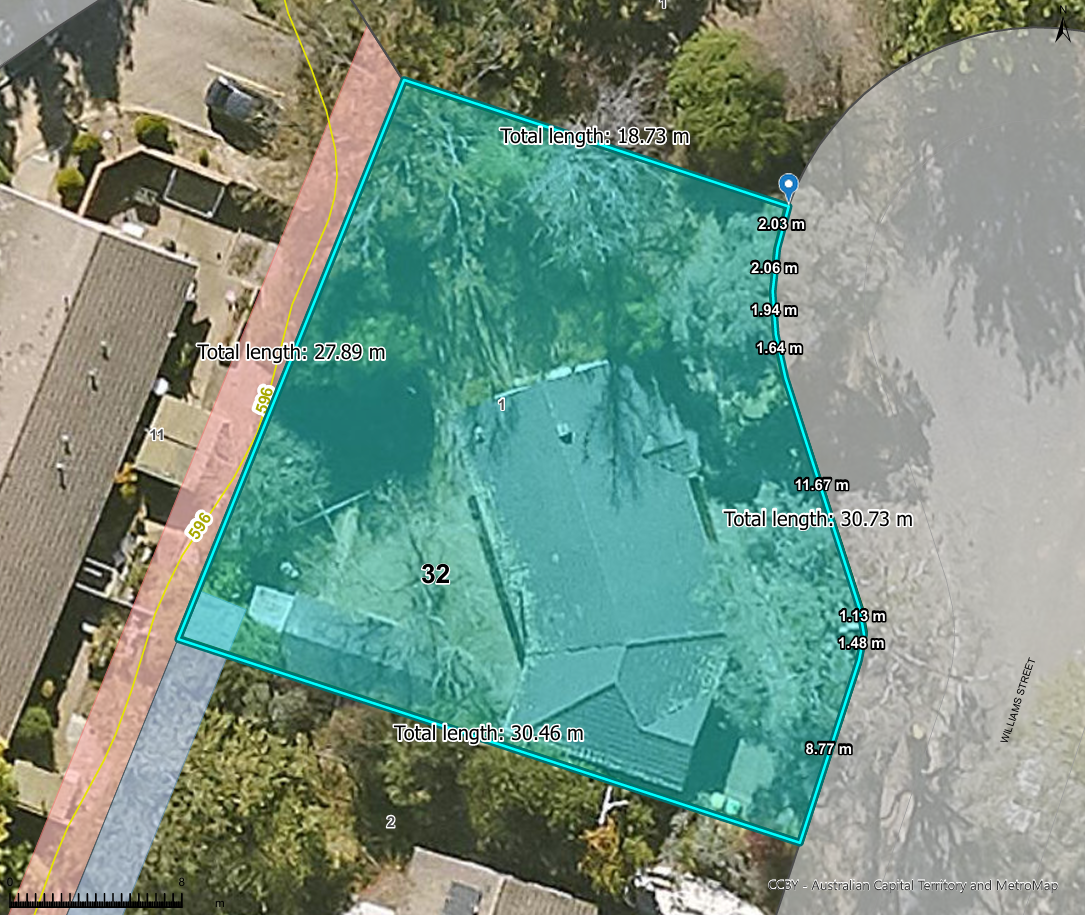 1
N
Total length: 18.73 m
2.03 m
2.06 m
1.94 m
1.64 m
Total length: 27.89 m
596
1
11
11.67 m
Total length: 30.73 m
596
32
1.13 m
1.48 m
WILLIAMS STREET
Total length: 30.46 m
8.77 m
2
0 8
m
CCBY - Australian Capital Territory and MetroMap